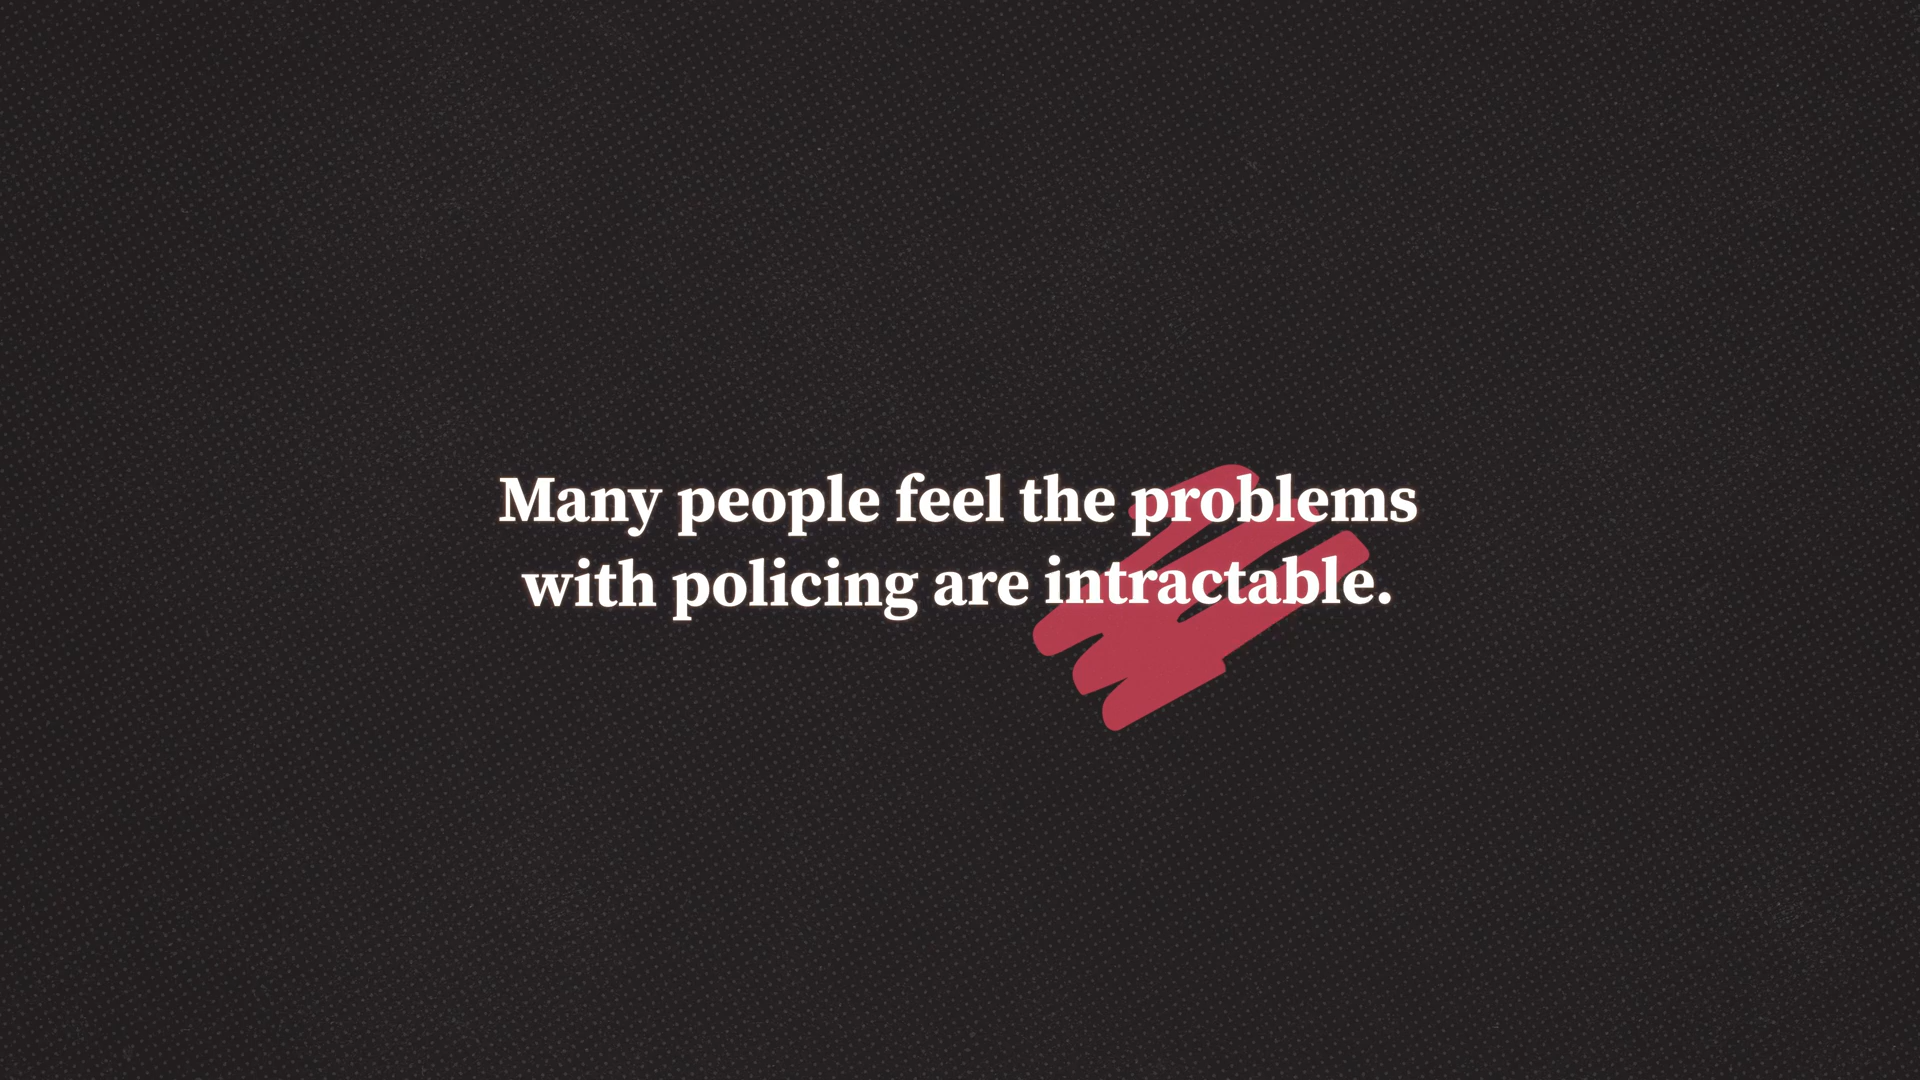 Many people feel the problems
with policing are intractable.